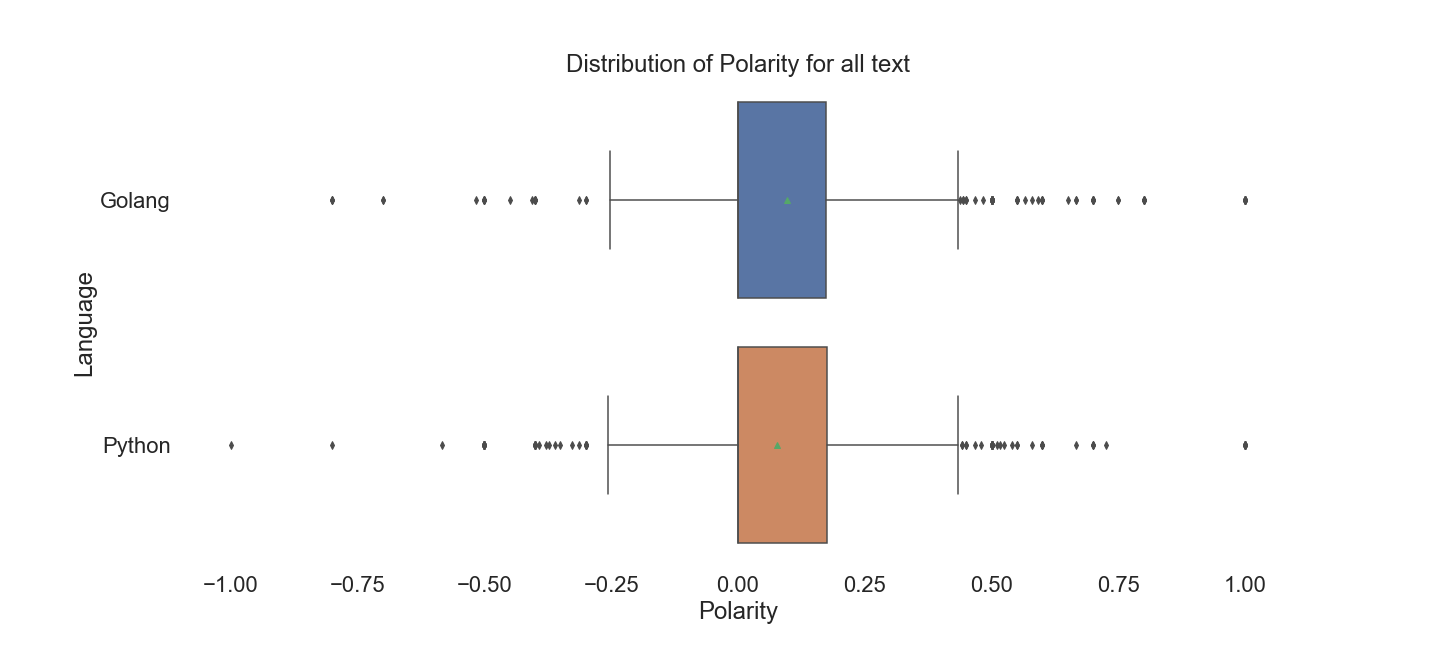 Distribution of Polarity for all text
Golang
Language
Python
−1.00 −0.75 −0.50 −0.25 0.00 0.25 0.50 0.75 1.00
Polarity